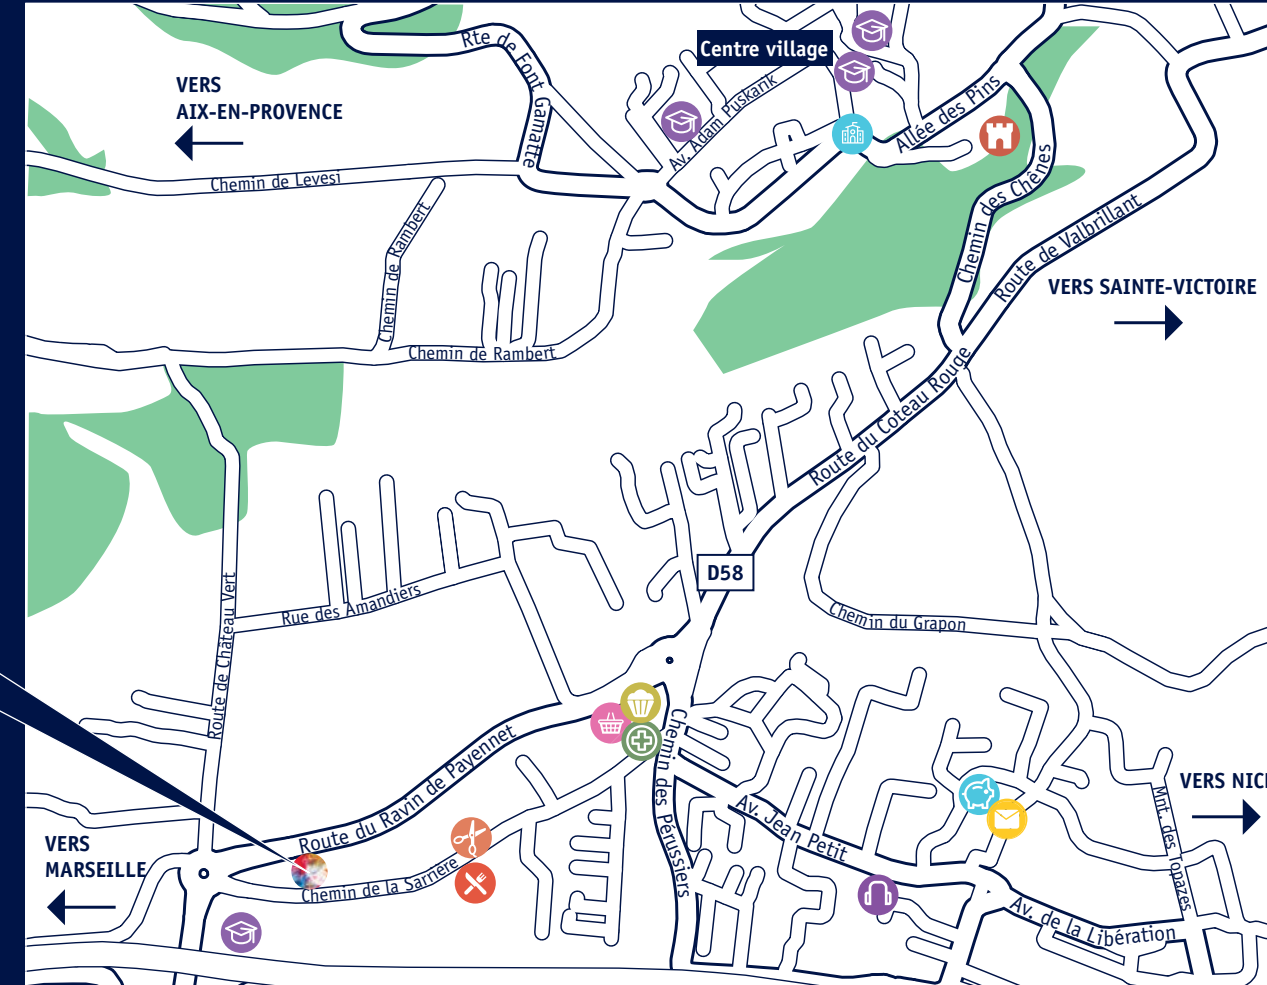 Centre village
VERS
AIX-EN-PROVENCE
Rte de Font Gamatte
Av. Adam Puskarik
Allée des Pins
Chemin de Levesi
Chemin de Rambert
Chemin des Chênes
Route de Valbrillant
VERS SAINTE-VICTOIRE
Chemin de Rambert
Route du Coteau Rouge
D58
Rue des Amandiers
Route de Château Vert
Chemin du Grapon
Chemin des Pérussiers
Route du Ravin de Payennet
Av. Jean Petit
VERS NICE
Mnt. des Topazes
VERS
MARSEILLE
Chemin de la Sarrière
Av. de la Libération